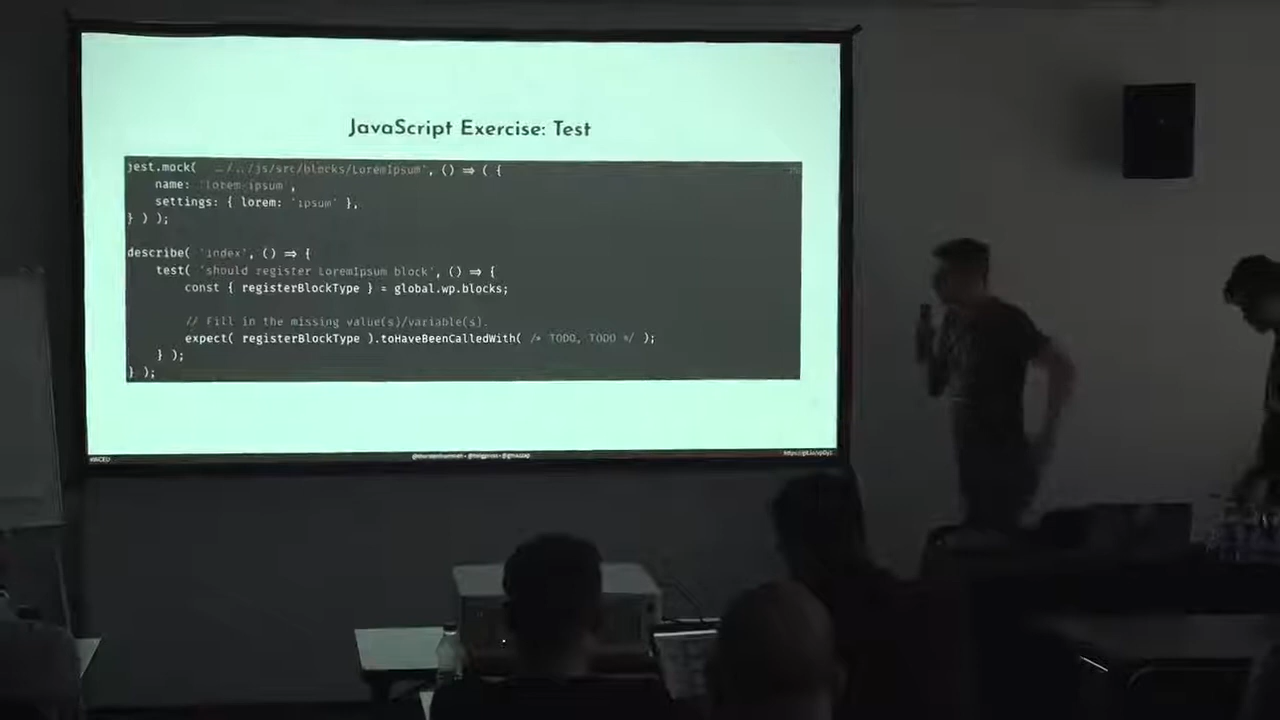 JavaScript Exercise: Test
jest.mock( '../../js/src/blocks/LoremIpsum', () => ( {
name: 'lorem-ipsum',
settings: { lorem: 'ipsum' },
} ) );
describe( 'index', () => {
test( 'should register LoremIpsum block', () => {
const { registerBlockType } = global.wp.blocks;
// Fill in the missing value(s)/variable(s).
expect( registerBlockType ).toHaveBeenCalledWith( /* TODO, TODO */ );
} );
} );
#WCEU